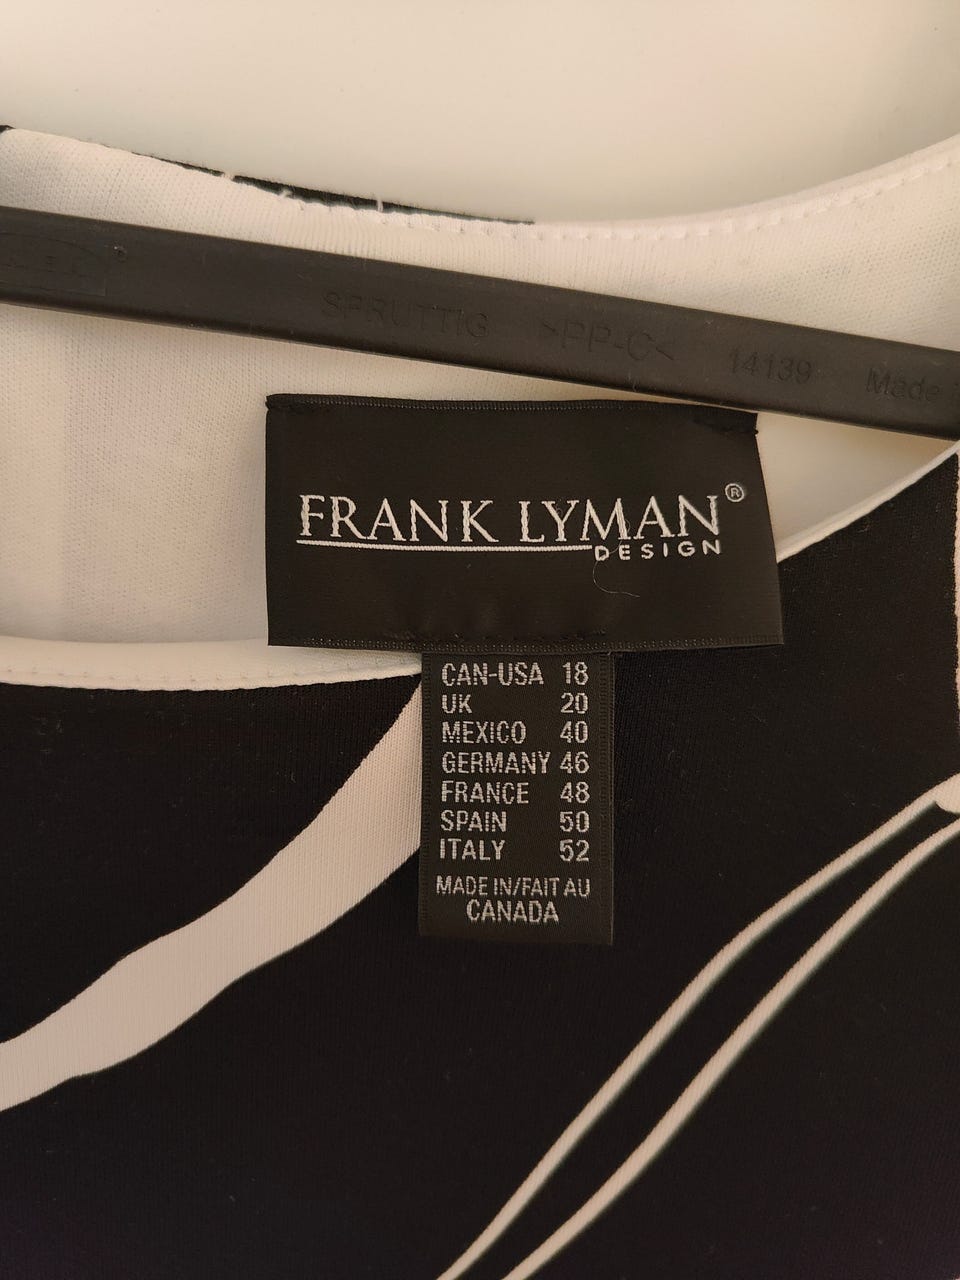 SPRUTTIG >PP-C< 14139 Made
FRANK LYMAN®
DESIGN
CAN-USA 18
UK 20
MEXICO 40
GERMANY 46
FRANCE 48
SPAIN 50
ITALY 52
MADE IN/FAIT AU
CANADA